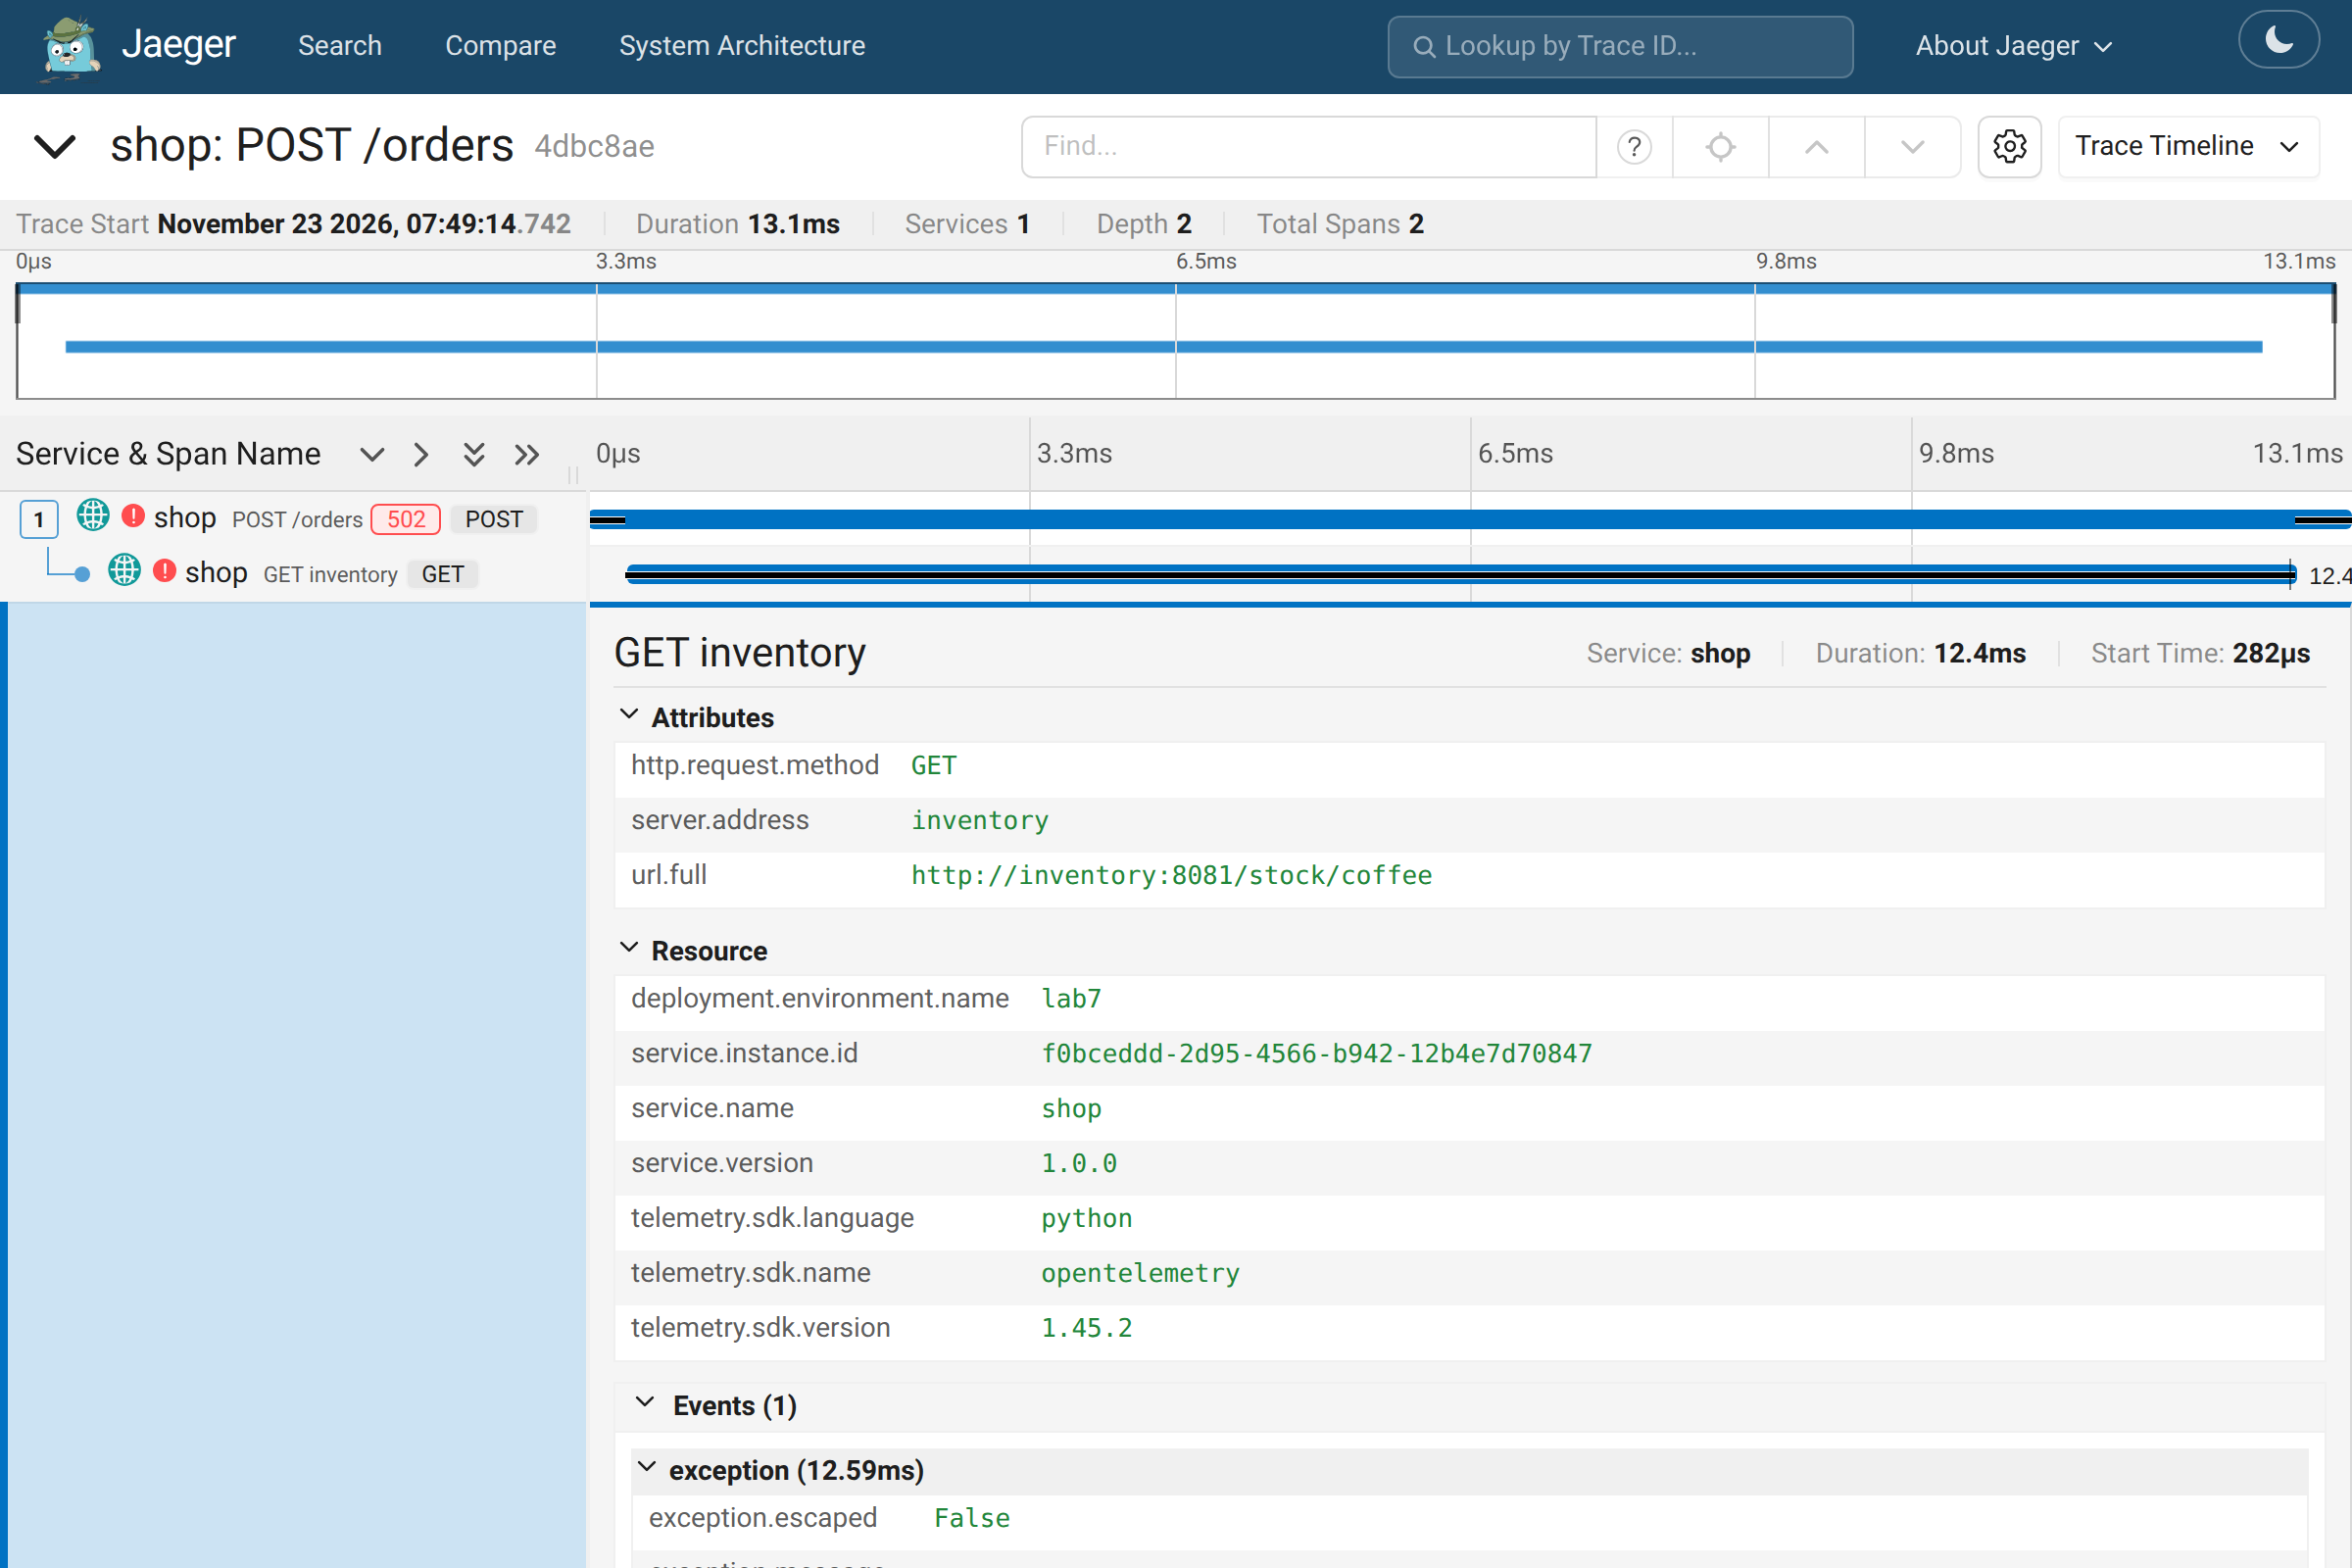 Jaeger Search Compare System Architecture Lookup by Trace ID... About Jaeger
shop: POST /orders 4dbc8ae Find... ? Trace Timeline
Trace Start November 23 2026, 07:49:14.742 Duration 13.1ms Services 1 Depth 2 Total Spans 2
0μs 3.3ms 6.5ms 9.8ms 13.1ms
Service & Span Name 0μs 3.3ms 6.5ms 9.8ms 13.1ms
1 shop POST /orders 502 POST
shop GET inventory GET 12.4
GET inventory Service: shop Duration: 12.4ms Start Time: 282μs
Attributes
http.request.method GET
server.address inventory
url.full http://inventory:8081/stock/coffee
Resource
deployment.environment.name lab7
service.instance.id f0bceddd-2d95-4566-b942-12b4e7d70847
service.name shop
service.version 1.0.0
telemetry.sdk.language python
telemetry.sdk.name opentelemetry
telemetry.sdk.version 1.45.2
Events (1)
exception (12.59ms)
exception.escaped False